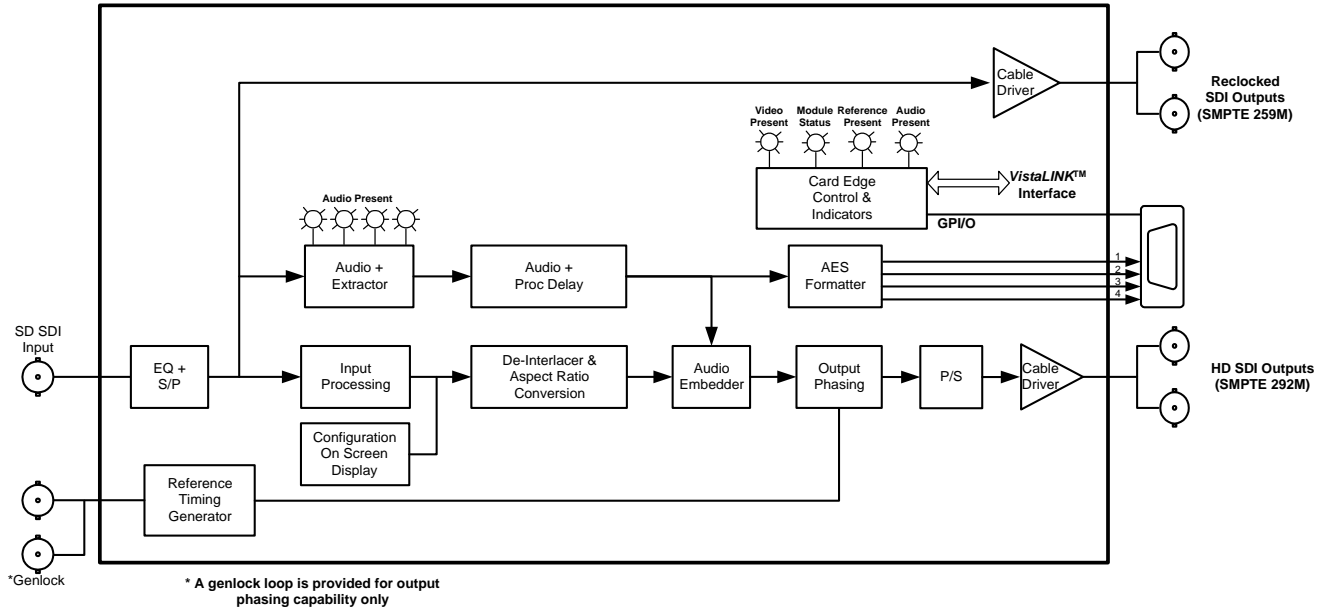 Cable
Driver
Reclocked
SDI Outputs
(SMPTE 259M)
Video
Present
Module
Status
Reference
Present
Audio
Present
Card Edge
Control &
Indicators
VistaLINK™
Interface
GPI/O
Audio Present
Audio +
Extractor
Audio +
Proc Delay
AES
Formatter
1
2
3
4
SD SDI
Input
EQ +
S/P
Input
Processing
De-Interlacer &
Aspect Ratio
Conversion
Audio
Embedder
Output
Phasing
P/S
Cable
Driver
HD SDI Outputs
(SMPTE 292M)
Configuration
On Screen
Display
Reference
Timing
Generator
*Genlock
* A genlock loop is provided for output
phasing capability only